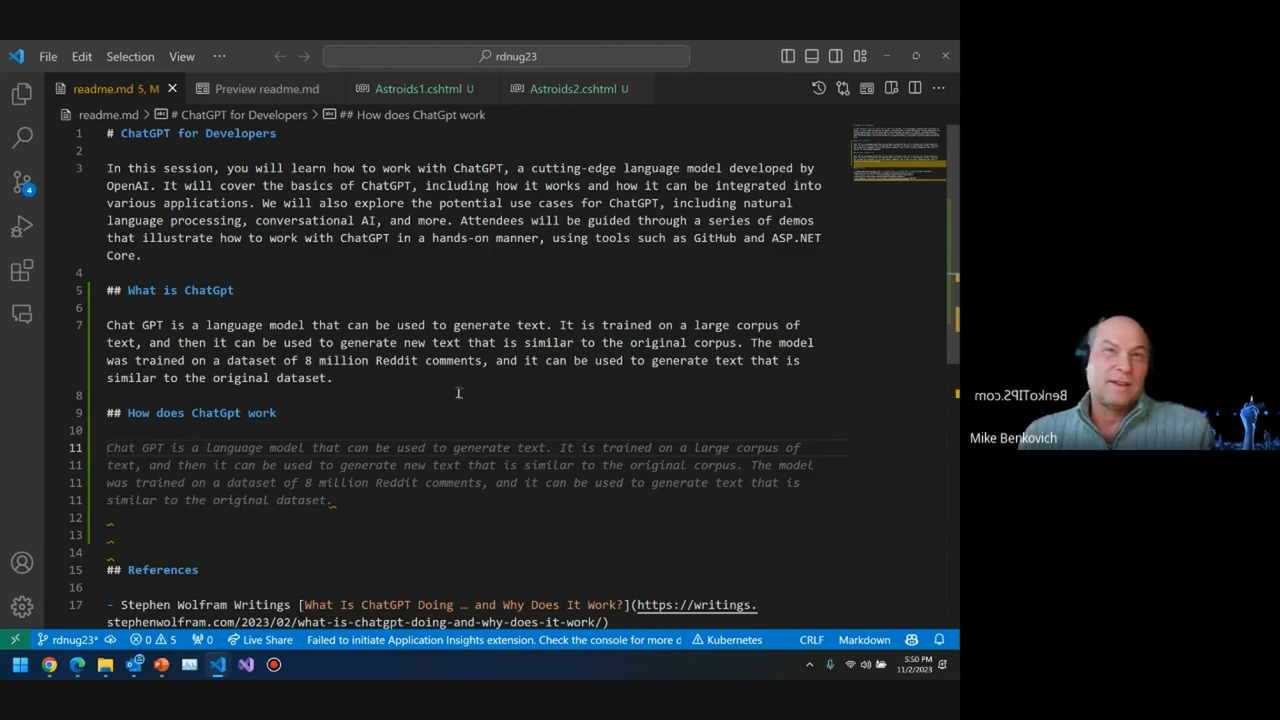 File Edit Selection View ··· rdnug23
readme.md 5, M Preview readme.md Astroids1.cshtml U Astroids2.cshtml U
readme.md > # ChatGPT for Developers > ## How does ChatGpt work
1 # ChatGPT for Developers
2
3 In this session, you will learn how to work with ChatGPT, a cutting-edge language model developed by
OpenAI. It will cover the basics of ChatGPT, including how it works and how it can be integrated into
various applications. We will also explore the potential use cases for ChatGPT, including natural
language processing, conversational AI, and more. Attendees will be guided through a series of demos
that illustrate how to work with ChatGPT in a hands-on manner, using tools such as GitHub and ASP.NET
Core.
4
5 ## What is ChatGpt
6
7 Chat GPT is a language model that can be used to generate text. It is trained on a large corpus of
text, and then it can be used to generate new text that is similar to the original corpus. The model
was trained on a dataset of 8 million Reddit comments, and it can be used to generate text that is
similar to the original dataset.
8
9 ## How does ChatGpt work
10
11 Chat GPT is a language model that can be used to generate text. It is trained on a large corpus of
11 text, and then it can be used to generate new text that is similar to the original corpus. The model
11 was trained on a dataset of 8 million Reddit comments, and it can be used to generate text that is
11 similar to the original dataset.
12
13
14
15 ## References
16
17 - Stephen Wolfram Writings [What Is ChatGPT Doing … and Why Does It Work?](https://writings.
stephenwolfram.com/2023/02/what-is-chatgpt-doing-and-why-does-it-work/)
4
rdnug23* 0 5 0 Live Share Failed to initiate Application Insights extension. Check the console for more d Kubernetes CRLF Markdown
5:50 PM
11/2/2023
BenkoTIPS.com
Mike Benkovich